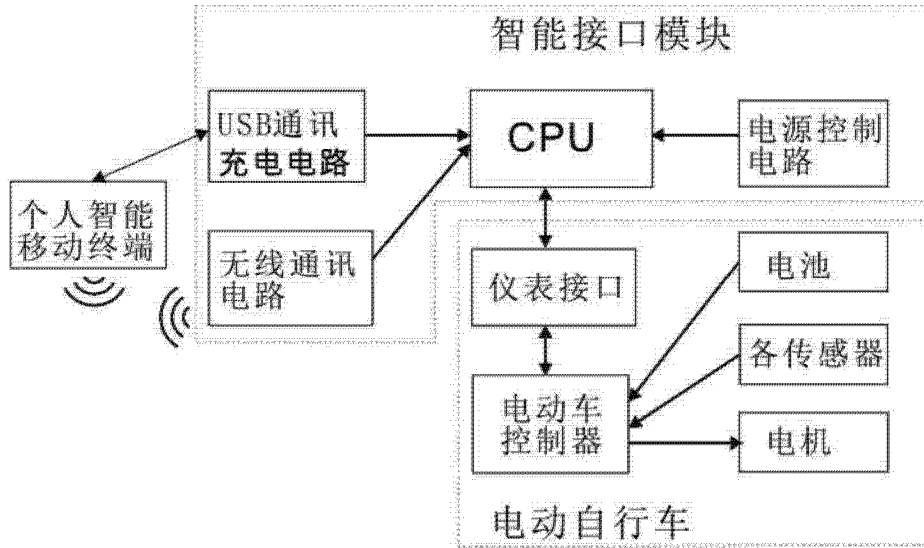 智能接口模块
USB通讯
充电电路
CPU
电源控制
电路
个人智能
移动终端
无线通讯
电路
仪表接口
电池
各传感器
电动车
控制器
电机
电动自行车